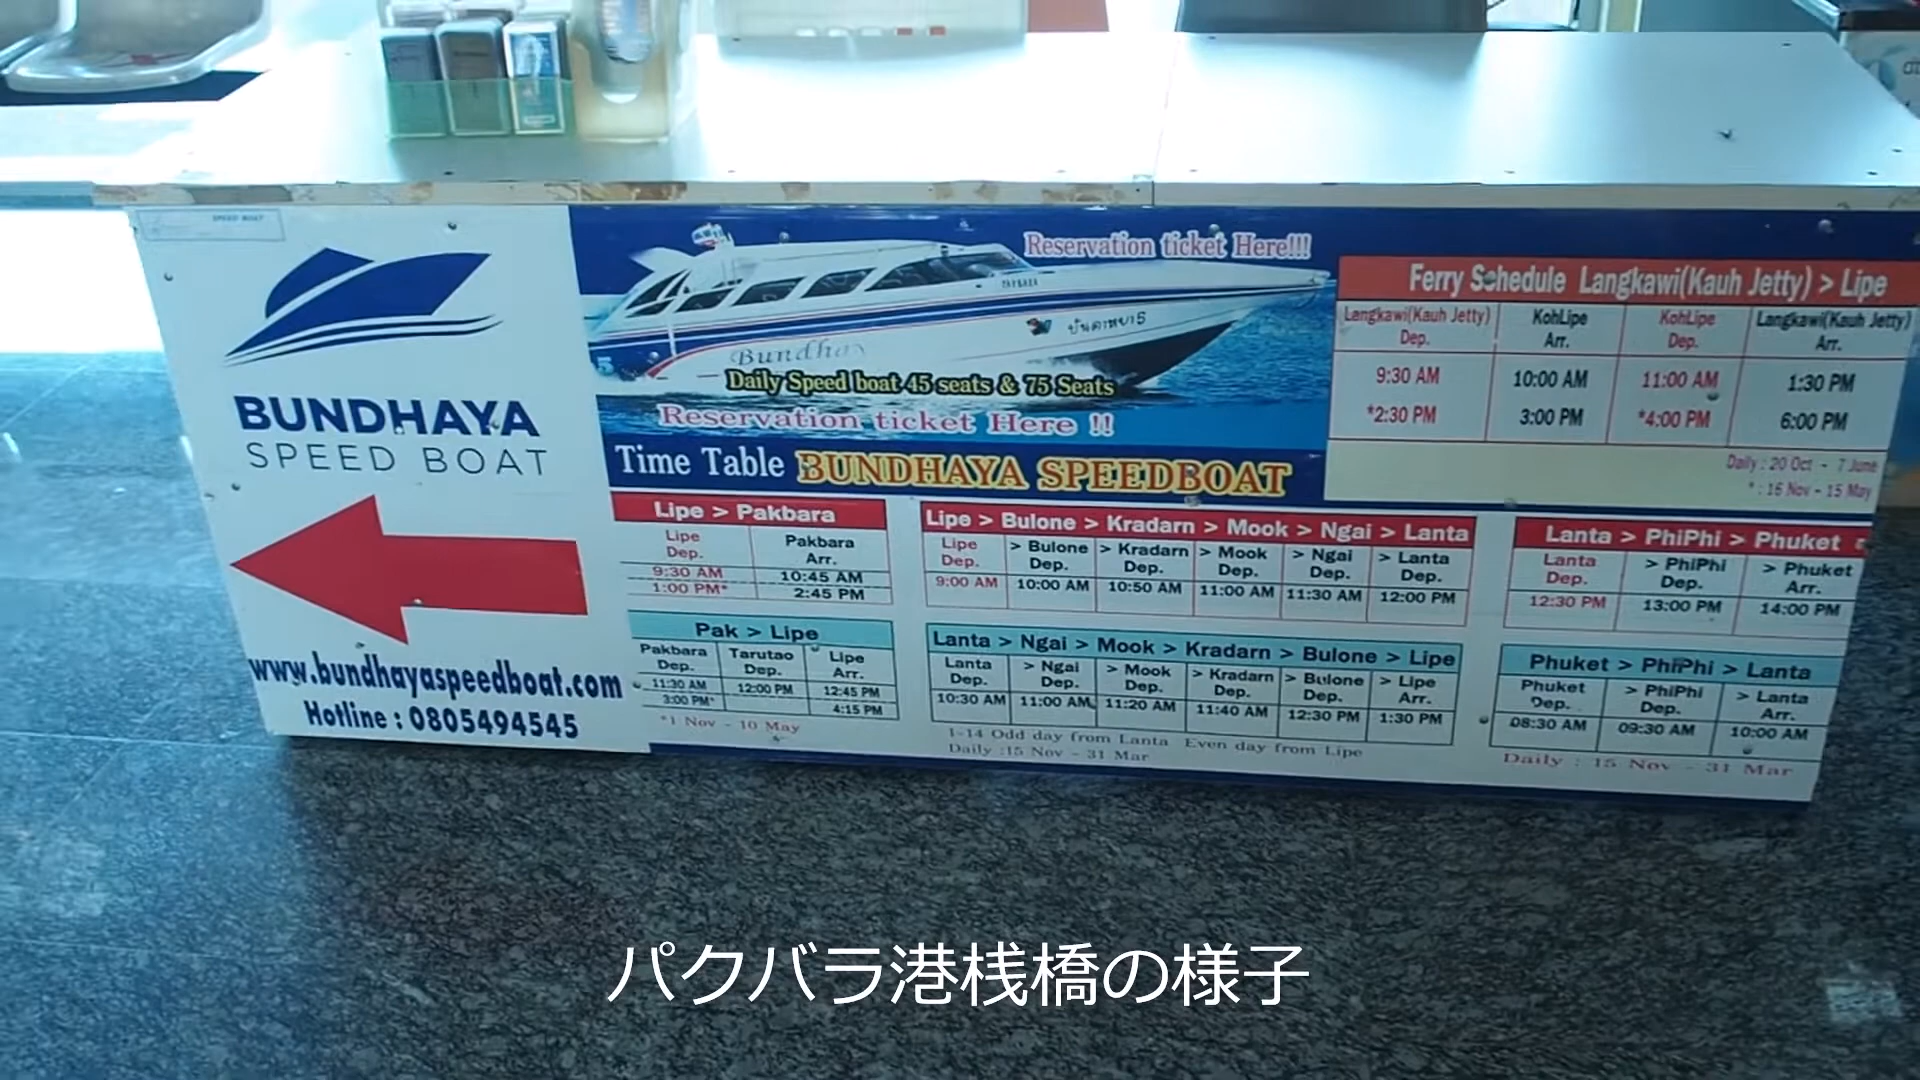 SPEED BOAT
BUNDHAYA
SPEED BOAT
www.bundhayaspeedboat.com
Hotline : 0805494545
Reservation ticket Here!!!
บันดาหยา5
5
Bundhay
Daily Speed boat 45 seats & 75 Seats
Reservation ticket Here !!
Time Table BUNDHAYA SPEEDBOAT
Ferry Schedule Langkawi(Kauh Jetty) > Lipe
Langkawi(Kauh Jetty) Dep. KohLipe Arr. KohLipe Dep. Langkawi(Kauh Jetty) Arr.
9:30 AM 10:00 AM 11:00 AM 1:30 PM
*2:30 PM 3:00 PM *4:00 PM 6:00 PM
Daily : 20 Oct - 7 June
* : 16 Nov - 15 May
Lipe > Pakbara
Lipe Dep. Pakbara Arr.
9:30 AM 10:45 AM
1:00 PM* 2:45 PM
Pak > Lipe
Pakbara Dep. Tarutao Dep. Lipe Arr.
11:30 AM 12:00 PM 12:45 PM
3:00 PM* 4:15 PM
*1 Nov - 10 May
Lipe > Bulone > Kradarn > Mook > Ngai > Lanta
Lipe Dep. > Bulone Dep. > Kradarn Dep. > Mook Dep. > Ngai Dep. > Lanta Dep.
9:00 AM 10:00 AM 10:50 AM 11:00 AM 11:30 AM 12:00 PM
Lanta > Ngai > Mook > Kradarn > Bulone > Lipe
Lanta Dep. > Ngai Dep. > Mook Dep. > Kradarn Dep. > Bulone Dep. > Lipe Arr.
10:30 AM 11:00 AM 11:20 AM 11:40 AM 12:30 PM 1:30 PM
1-14 Odd day from Lanta Even day from Lipe
Daily :15 Nov - 31 Mar
Lanta > PhiPhi > Phuket
Lanta Dep. > PhiPhi Dep. > Phuket Arr.
12:30 PM 13:00 PM 14:00 PM
Phuket > PhiPhi > Lanta
Phuket Dep. > PhiPhi Dep. > Lanta Arr.
08:30 AM 09:30 AM 10:00 AM
Daily : 15 Nov - 31 Mar
パクバラ港桟橋の様子